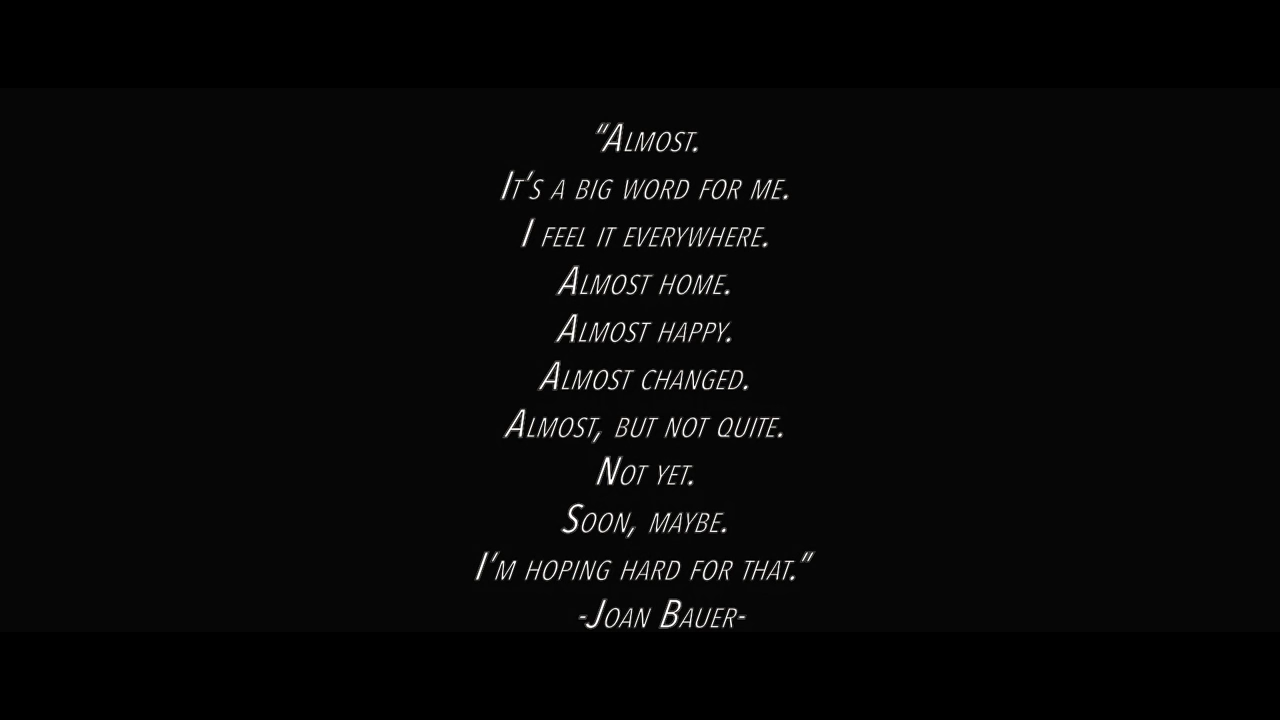 "Almost.
It's a big word for me.
I feel it everywhere.
Almost home.
Almost happy.
Almost changed.
Almost, but not quite.
Not yet.
Soon, maybe.
I'm hoping hard for that."
-Joan Bauer-